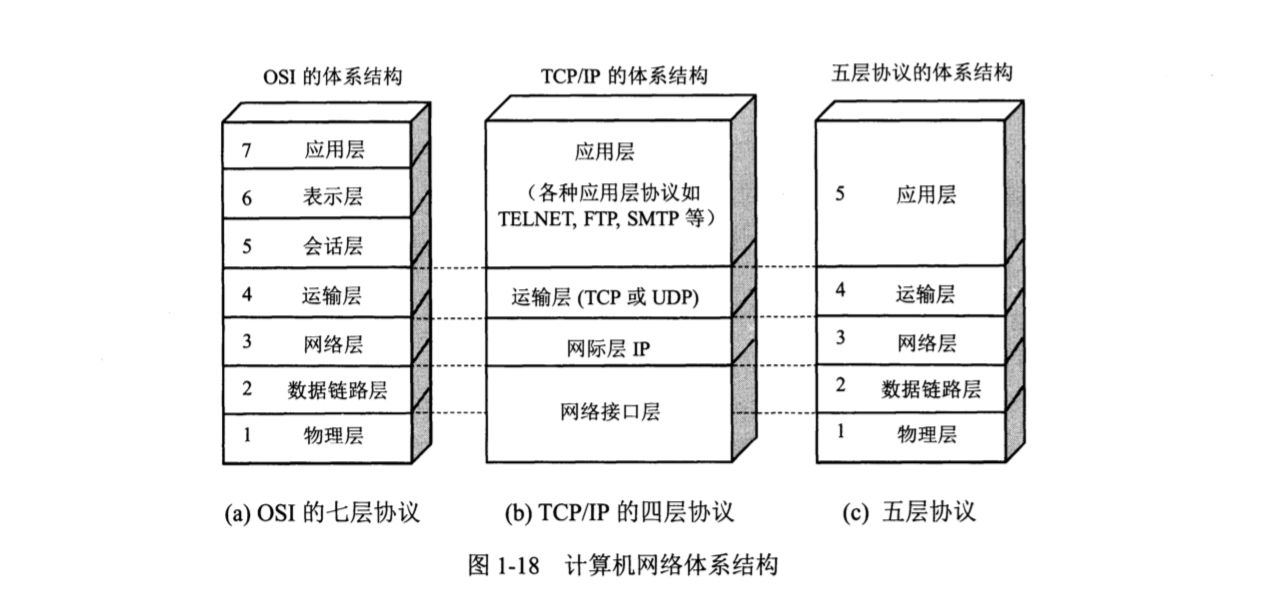 OSI 的体系结构
7 应用层
6 表示层
5 会话层
4 运输层
3 网络层
2 数据链路层
1 物理层
(a) OSI 的七层协议
TCP/IP 的体系结构
应用层
（各种应用层协议如
TELNET, FTP, SMTP 等）
运输层 (TCP 或 UDP)
网际层 IP
网络接口层
(b) TCP/IP 的四层协议
五层协议的体系结构
5 应用层
4 运输层
3 网络层
2 数据链路层
1 物理层
(c) 五层协议
图 1-18 计算机网络体系结构